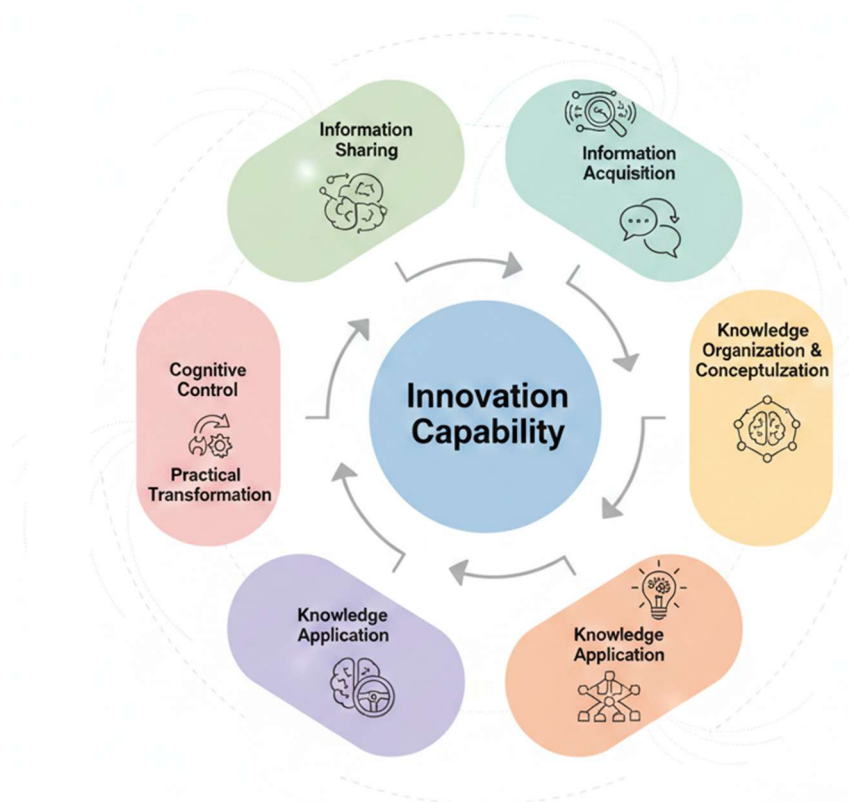 Information
Sharing
Information
Acquisition
Knowledge
Organization &
Conceptulzation
Knowledge
Application
Knowledge
Application
Cognitive
Control
Practical
Transformation
Innovation
Capability